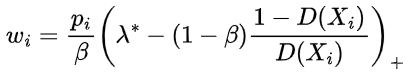 $w_i = \frac{p_i}{\beta} \left( \lambda^* - (1 - \beta) \frac{1 - D(X_i)}{D(X_i)} \right)_+$